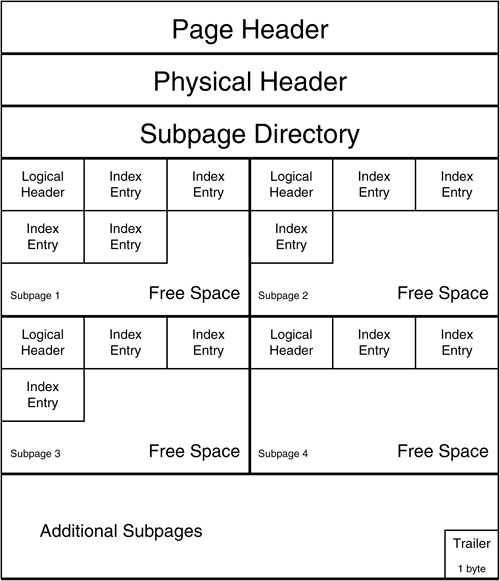 Page Header
Physical Header
Subpage Directory
Logical Header
Index Entry
Index Entry
Index Entry
Index Entry
Subpage 1
Free Space
Logical Header
Index Entry
Index Entry
Index Entry
Subpage 2
Free Space
Logical Header
Index Entry
Index Entry
Index Entry
Subpage 3
Free Space
Logical Header
Index Entry
Index Entry
Subpage 4
Free Space
Additional Subpages
Trailer
1 byte